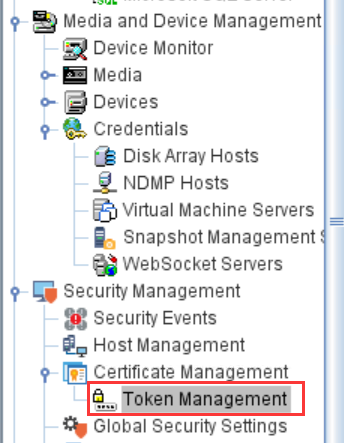 Media and Device Management
Device Monitor
Media
Devices
Credentials
Disk Array Hosts
NDMP Hosts
Virtual Machine Servers
Snapshot Management
WebSocket Servers
Security Management
Security Events
Host Management
Certificate Management
Token Management
Global Security Settings